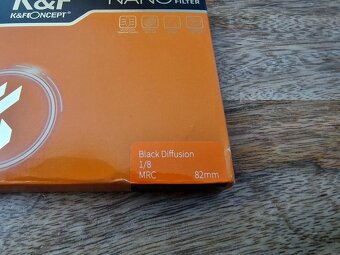 K&F
K&FCONCEPT®
NANO
FILTER
Black Diffusion
1/8
MRC 82mm